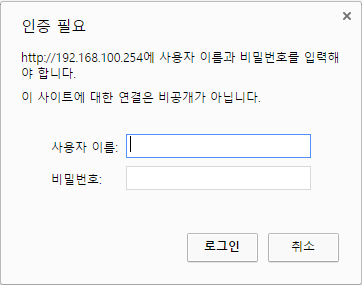 인증 필요
http://192.168.100.254에 사용자 이름과 비밀번호를 입력해
야 합니다.
이 사이트에 대한 연결은 비공개가 아닙니다.
사용자 이름:
비밀번호:
로그인 취소